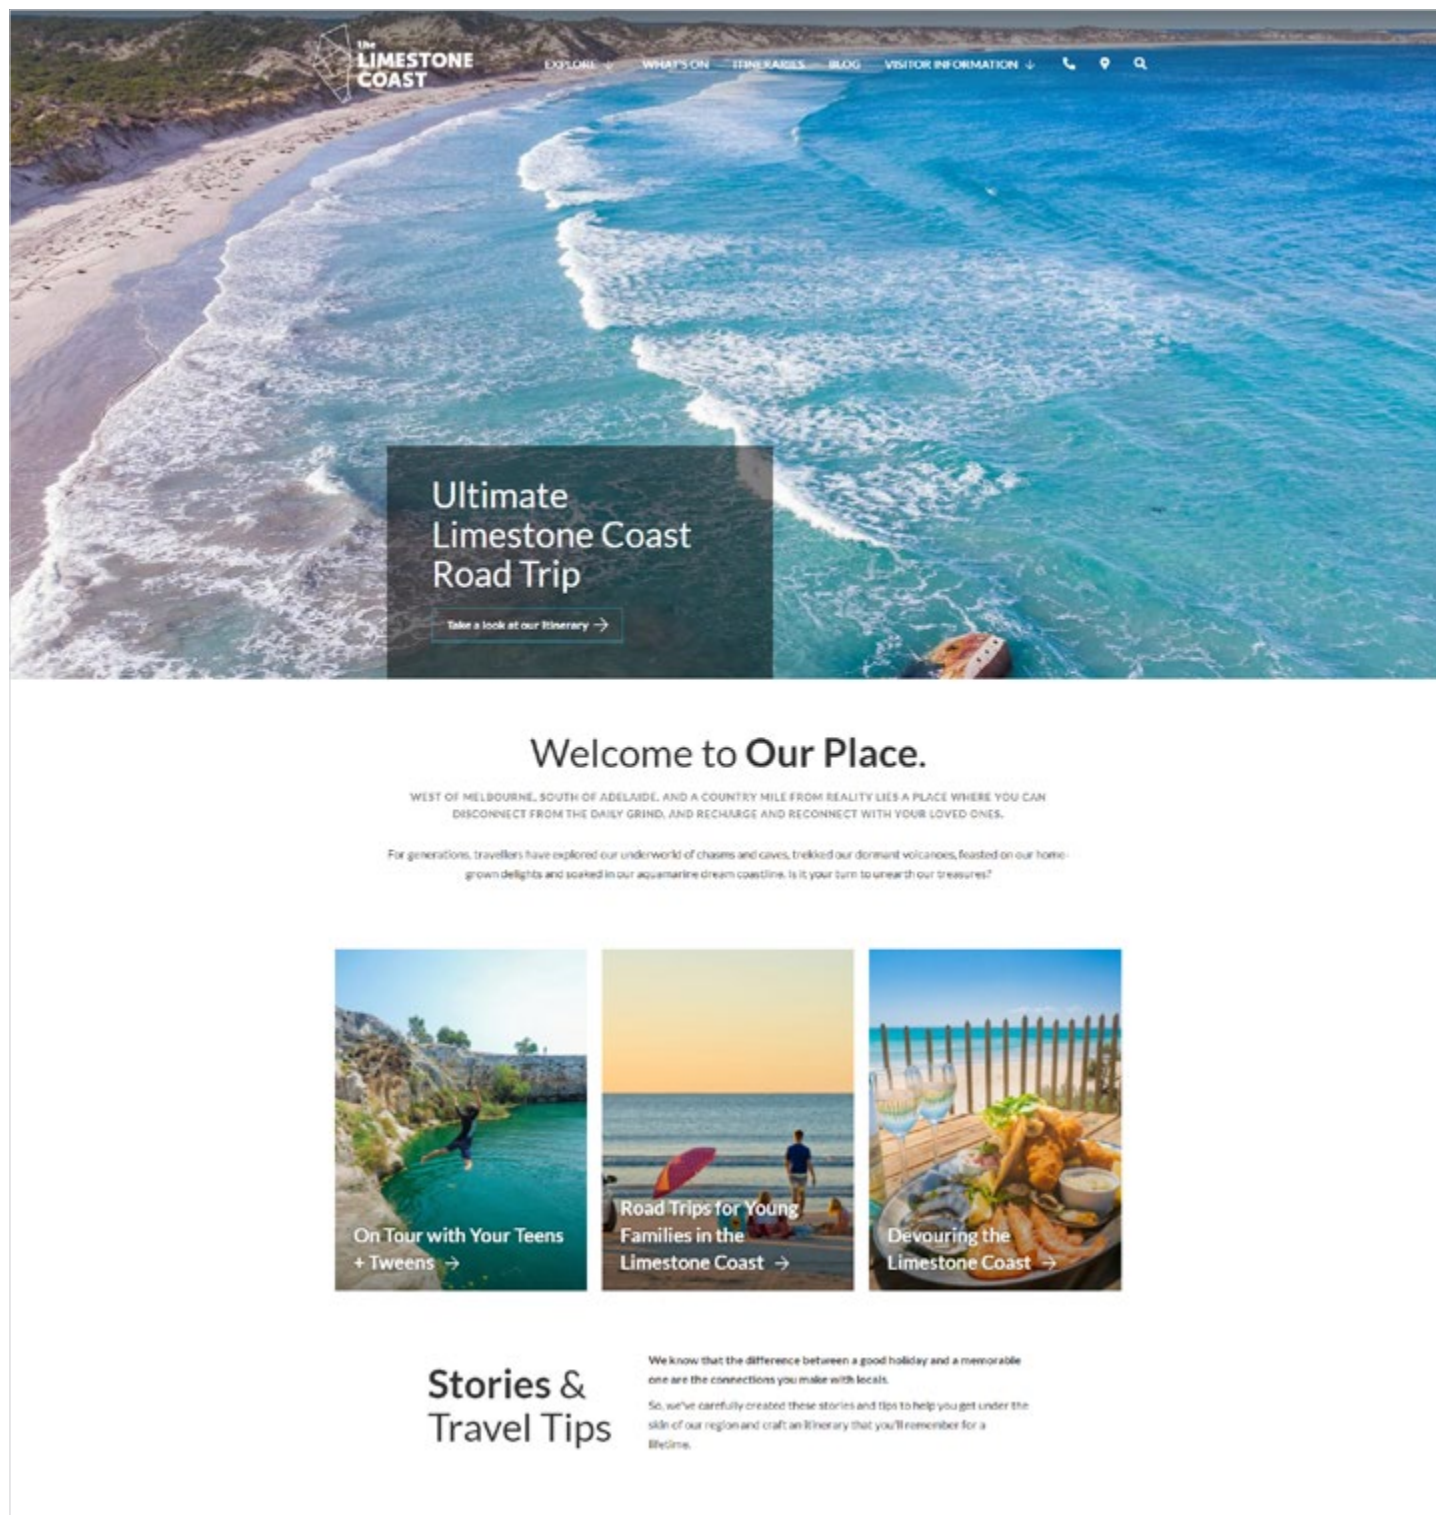 the
LIMESTONE
COAST
EXPLORE WHAT'S ON ITINERARIES BLOG VISITOR INFORMATION
Ultimate
Limestone Coast
Road Trip
Take a look at our Itinerary
Welcome to Our Place.
WEST OF MELBOURNE, SOUTH OF ADELAIDE, AND A COUNTRY MILE FROM REALITY LIES A PLACE WHERE YOU CAN
DISCONNECT FROM THE DAILY GRIND, AND RECHARGE AND RECONNECT WITH YOUR LOVED ONES.
For generations, travellers have explored our underworld of chasms and caves, trekked our dormant volcanoes, feasted on our home-
grown delights and soaked in our aquamarine dream coastline. Is it your turn to unearth our treasures?
On Tour with Your Teens
+ Tweens
Road Trips for Young
Families in the
Limestone Coast
Devouring the
Limestone Coast
Stories &
Travel Tips
We know that the difference between a good holiday and a memorable
one are the connections you make with locals.
So, we've carefully created these stories and tips to help you get under the
skin of our region and craft an itinerary that you'll remember for a
lifetime.